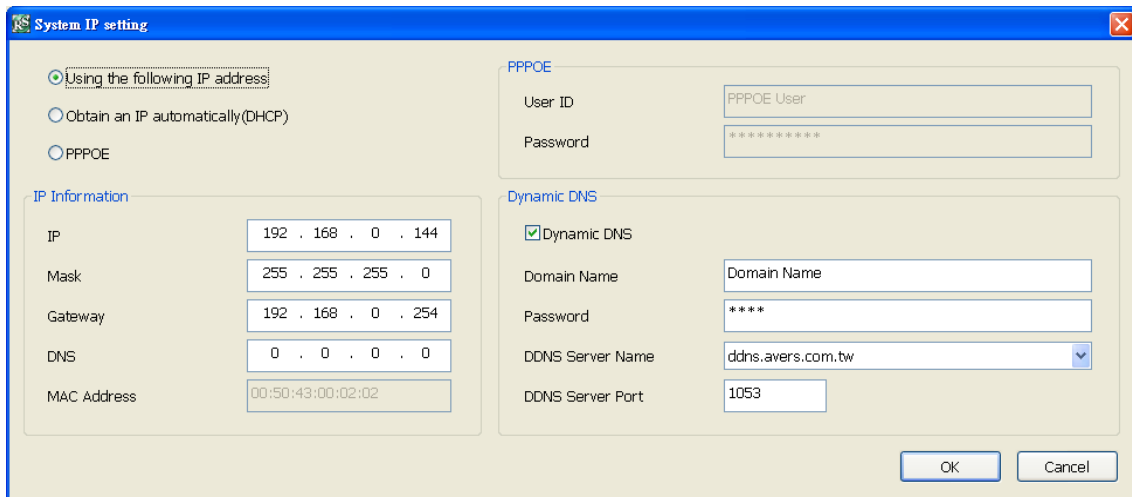 System IP setting
Using the following IP address
Obtain an IP automatically(DHCP)
PPPOE
PPPOE
User ID
PPPOE User
Password
**********
IP Information
IP
192 . 168 . 0 . 144
Mask
255 . 255 . 255 . 0
Gateway
192 . 168 . 0 . 254
DNS
0 . 0 . 0 . 0
MAC Address
00:50:43:00:02:02
Dynamic DNS
Dynamic DNS
Domain Name
Domain Name
Password
****
DDNS Server Name
ddns.avers.com.tw
DDNS Server Port
1053
OK
Cancel